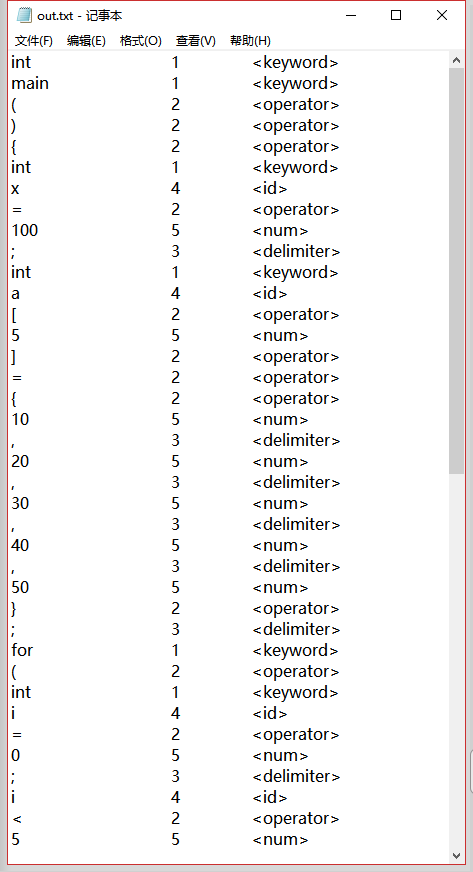 out.txt - 记事本
文件(F) 编辑(E) 格式(O) 查看(V) 帮助(H)
int 1 <keyword>
main 1 <keyword>
( 2 <operator>
) 2 <operator>
{ 2 <operator>
int 1 <keyword>
x 4 <id>
= 2 <operator>
100 5 <num>
; 3 <delimiter>
int 1 <keyword>
a 4 <id>
[ 2 <operator>
5 5 <num>
] 2 <operator>
= 2 <operator>
{ 2 <operator>
10 5 <num>
, 3 <delimiter>
20 5 <num>
, 3 <delimiter>
30 5 <num>
, 3 <delimiter>
40 5 <num>
, 3 <delimiter>
50 5 <num>
} 2 <operator>
; 3 <delimiter>
for 1 <keyword>
( 2 <operator>
int 1 <keyword>
i 4 <id>
= 2 <operator>
0 5 <num>
; 3 <delimiter>
i 4 <id>
< 2 <operator>
5 5 <num>